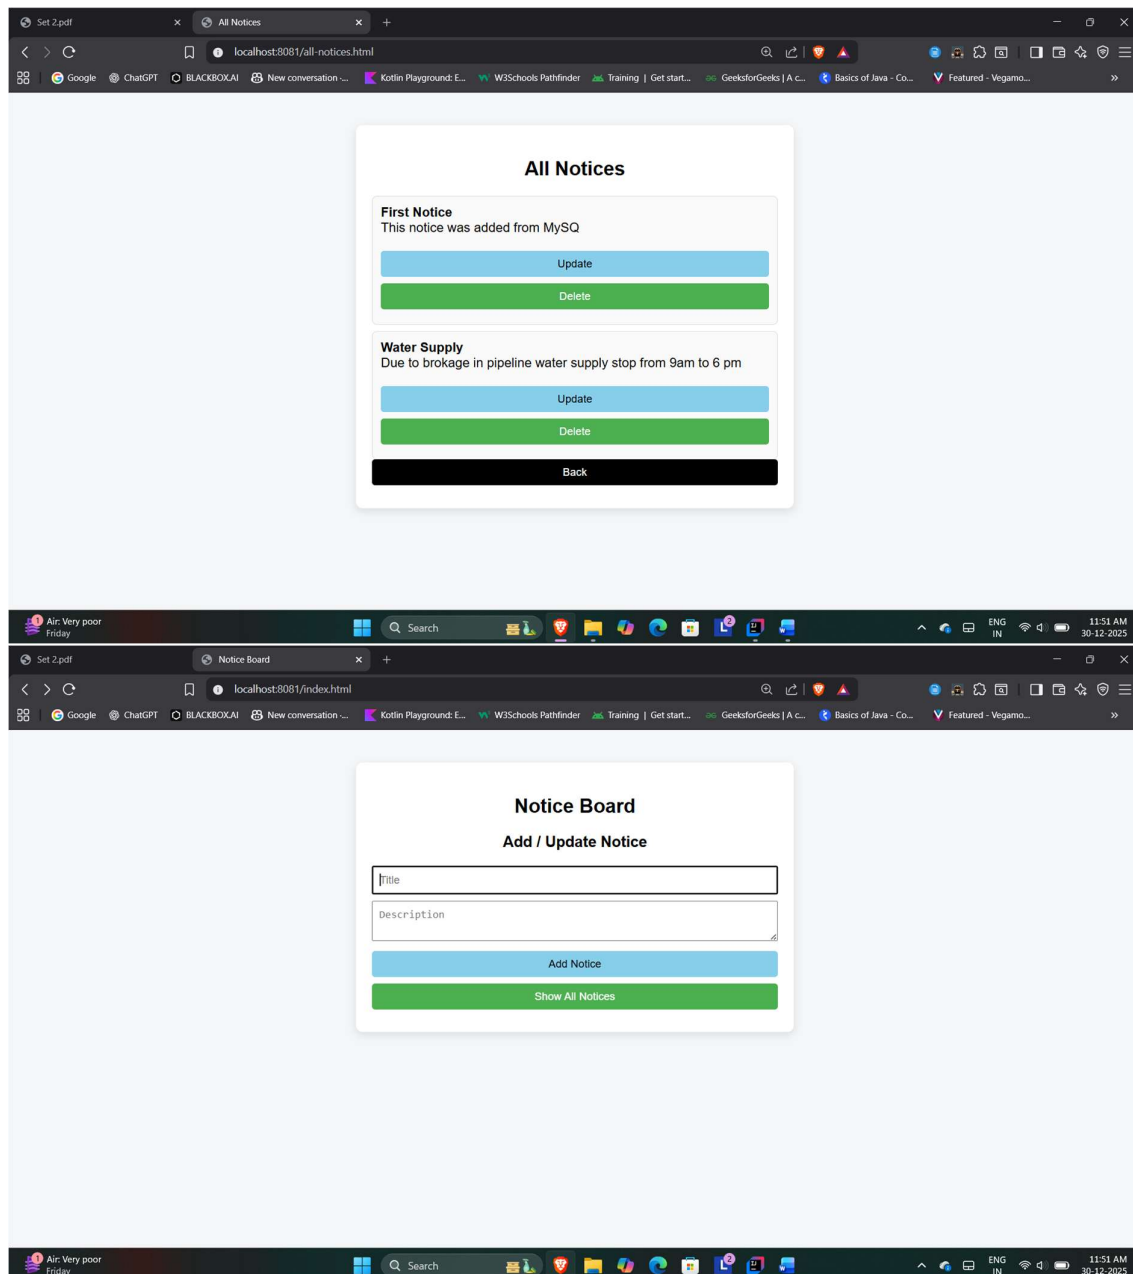 Set 2.pdf
All Notices
localhost:8081/all-notices.html
Google ChatGPT BLACKBOX.AI New conversation -... Kotlin Playground: E... W3Schools Pathfinder Training | Get start... GeeksforGeeks | A c... Basics of Java - Co... Featured - Vegamo... »
All Notices
First Notice
This notice was added from MySQ
Update
Delete
Water Supply
Due to brokage in pipeline water supply stop from 9am to 6 pm
Update
Delete
Back
1
Air: Very poor
Friday
Search
2
ENG
IN
11:51 AM
30-12-2025
Set 2.pdf
Notice Board
localhost:8081/index.html
Google ChatGPT BLACKBOX.AI New conversation -... Kotlin Playground: E... W3Schools Pathfinder Training | Get start... GeeksforGeeks | A c... Basics of Java - Co... Featured - Vegamo... »
Notice Board
Add / Update Notice
Title
Description
Add Notice
Show All Notices
1
Air: Very poor
Friday
Search
2
ENG
IN
11:51 AM
30-12-2025